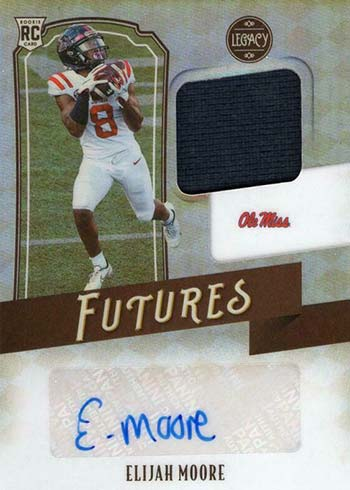 ROOKIE
RC
CARD
LEGACY
8
Ole Miss
FUTURES
E. Moore
ELIJAH MOORE